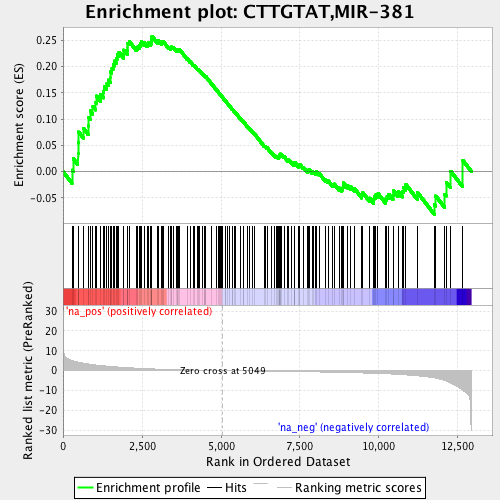 Enrichment plot: CTTGTAT,MIR-381
Enrichment score (ES)
0.25
0.20
0.15
0.10
0.05
0.00
-0.05
'na_pos' (positively correlated)
Ranked list metric (PreRanked)
30
20
10
0
-10
-20
-30
Zero cross at 5049
'na_neg' (negatively correlated)
0
2,500
5,000
7,500
10,000
12,500
Rank in Ordered Dataset
Enrichment profile
Hits
Ranking metric scores